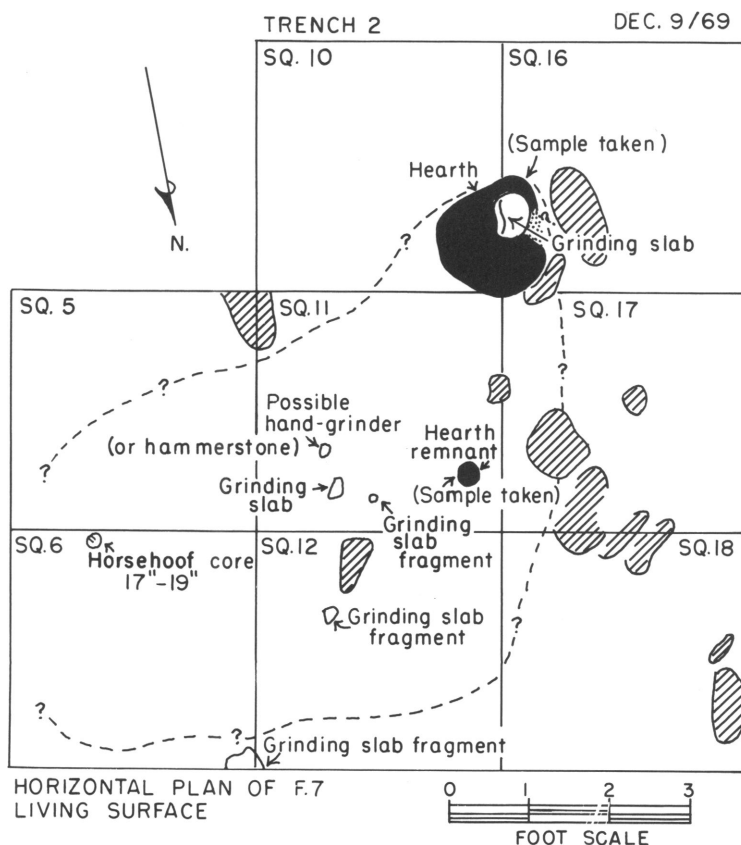 TRENCH 2
DEC. 9/69
SQ. 10
SQ. 16
(Sample taken)
Hearth
?
Grinding slab
N.
SQ. 5
SQ. 11
SQ. 17
?
?
?
Possible
hand-grinder
(or hammerstone)
Hearth
remnant
Grinding
slab
(Sample taken)
Grinding
slab
fragment
SQ. 6
SQ. 12
SQ. 18
Horsehoof core
17"-19"
Grinding slab
fragment
?
?
?
Grinding slab fragment
HORIZONTAL PLAN OF F.7
LIVING SURFACE
0 1 2 3
FOOT SCALE